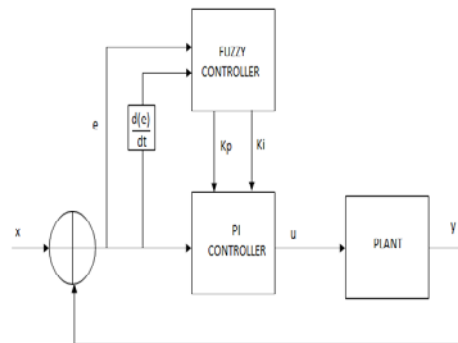 FUZZY
CONTROLLER
d(e)
dt
e
Kp
Ki
x
PI
CONTROLLER
u
PLANT
y